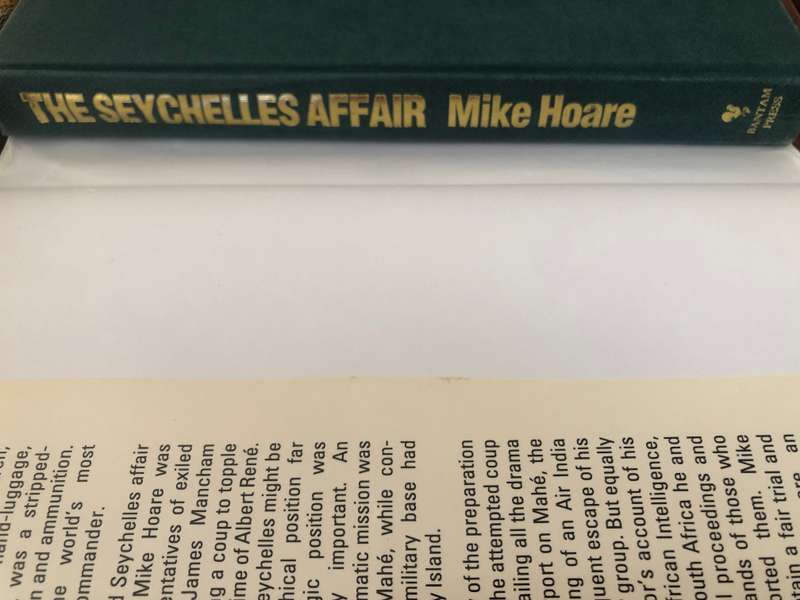 THE SEYCHELLES AFFAIR Mike Hoare BANTAM PRESS
hand-luggage,
was a stripped-
n and ammunition.
he world's most
ommander.
d Seychelles affair
Mike Hoare was
entatives of exiled
James Mancham
g a coup to topple
ime of Albert René.
eychelles might be
hical position far
gic position was
y important. An
matic mission was
Mahé, while con-
military base had
y Island.
y of the preparation
he attempted coup
ailing all the drama
port on Mahé, the
ng of an Air India
quent escape of his
group. But equally
or's account of his
frican Intelligence,
outh Africa he and
l proceedings and
ands of those who
orted them. Mike
tain a fair trial and
are an